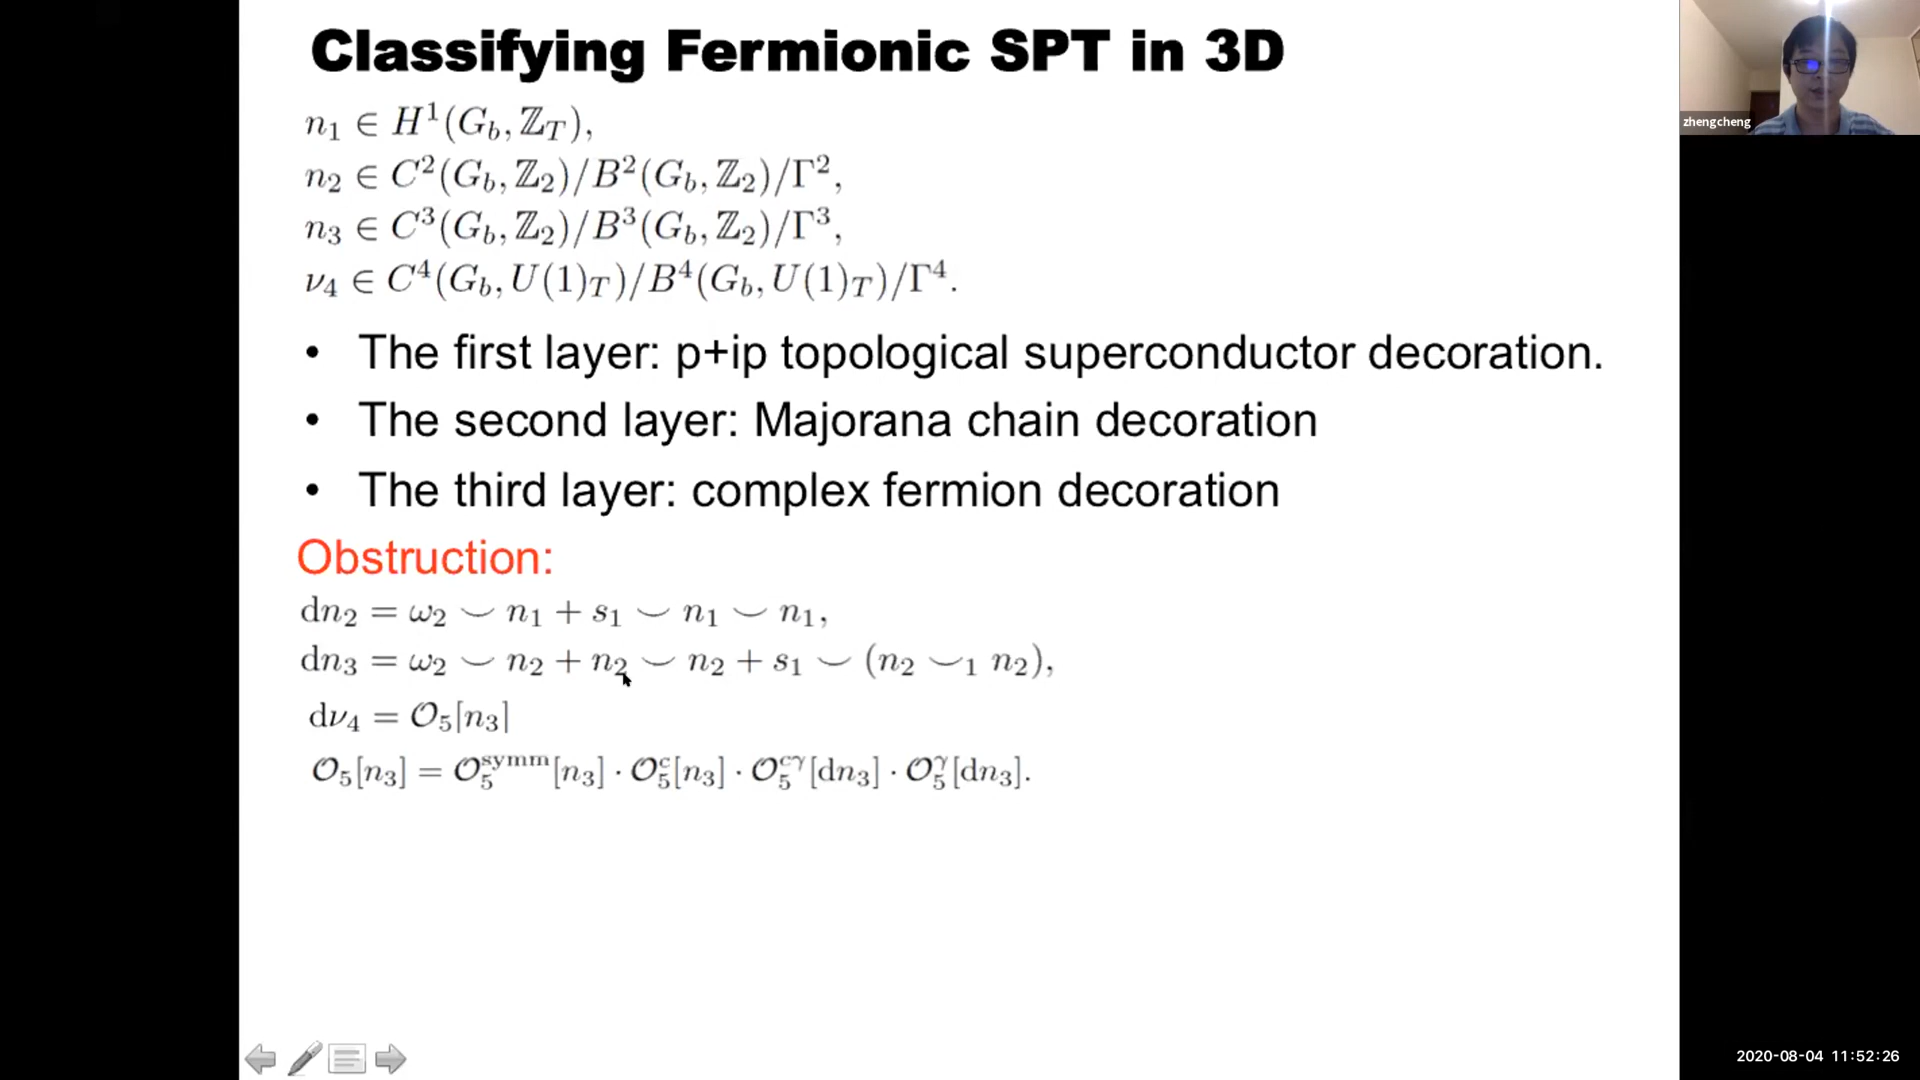 Classifying Fermionic SPT in 3D
n₁ ∈ H¹(G_b, ℤ_T),
n₂ ∈ C²(G_b, ℤ₂)/B²(G_b, ℤ₂)/Γ²,
n₃ ∈ C³(G_b, ℤ₂)/B³(G_b, ℤ₂)/Γ³,
ν₄ ∈ C⁴(G_b, U(1)_T)/B⁴(G_b, U(1)_T)/Γ⁴.
• The first layer: p+ip topological superconductor decoration.
• The second layer: Majorana chain decoration
• The third layer: complex fermion decoration
Obstruction:
dn₂ = ω₂ ⌣ n₁ + s₁ ⌣ n₁ ⌣ n₁,
dn₃ = ω₂ ⌣ n₂ + n₂ ⌣ n₂ + s₁ ⌣ (n₂ ⌣₁ n₂),
dν₄ = 𝒪₅[n₃]
𝒪₅[n₃] = 𝒪₅^symm[n₃] · 𝒪₅^c[n₃] · 𝒪₅^cγ[dn₃] · 𝒪₅^γ[dn₃].
zhengcheng
2020-08-04 11:52:26